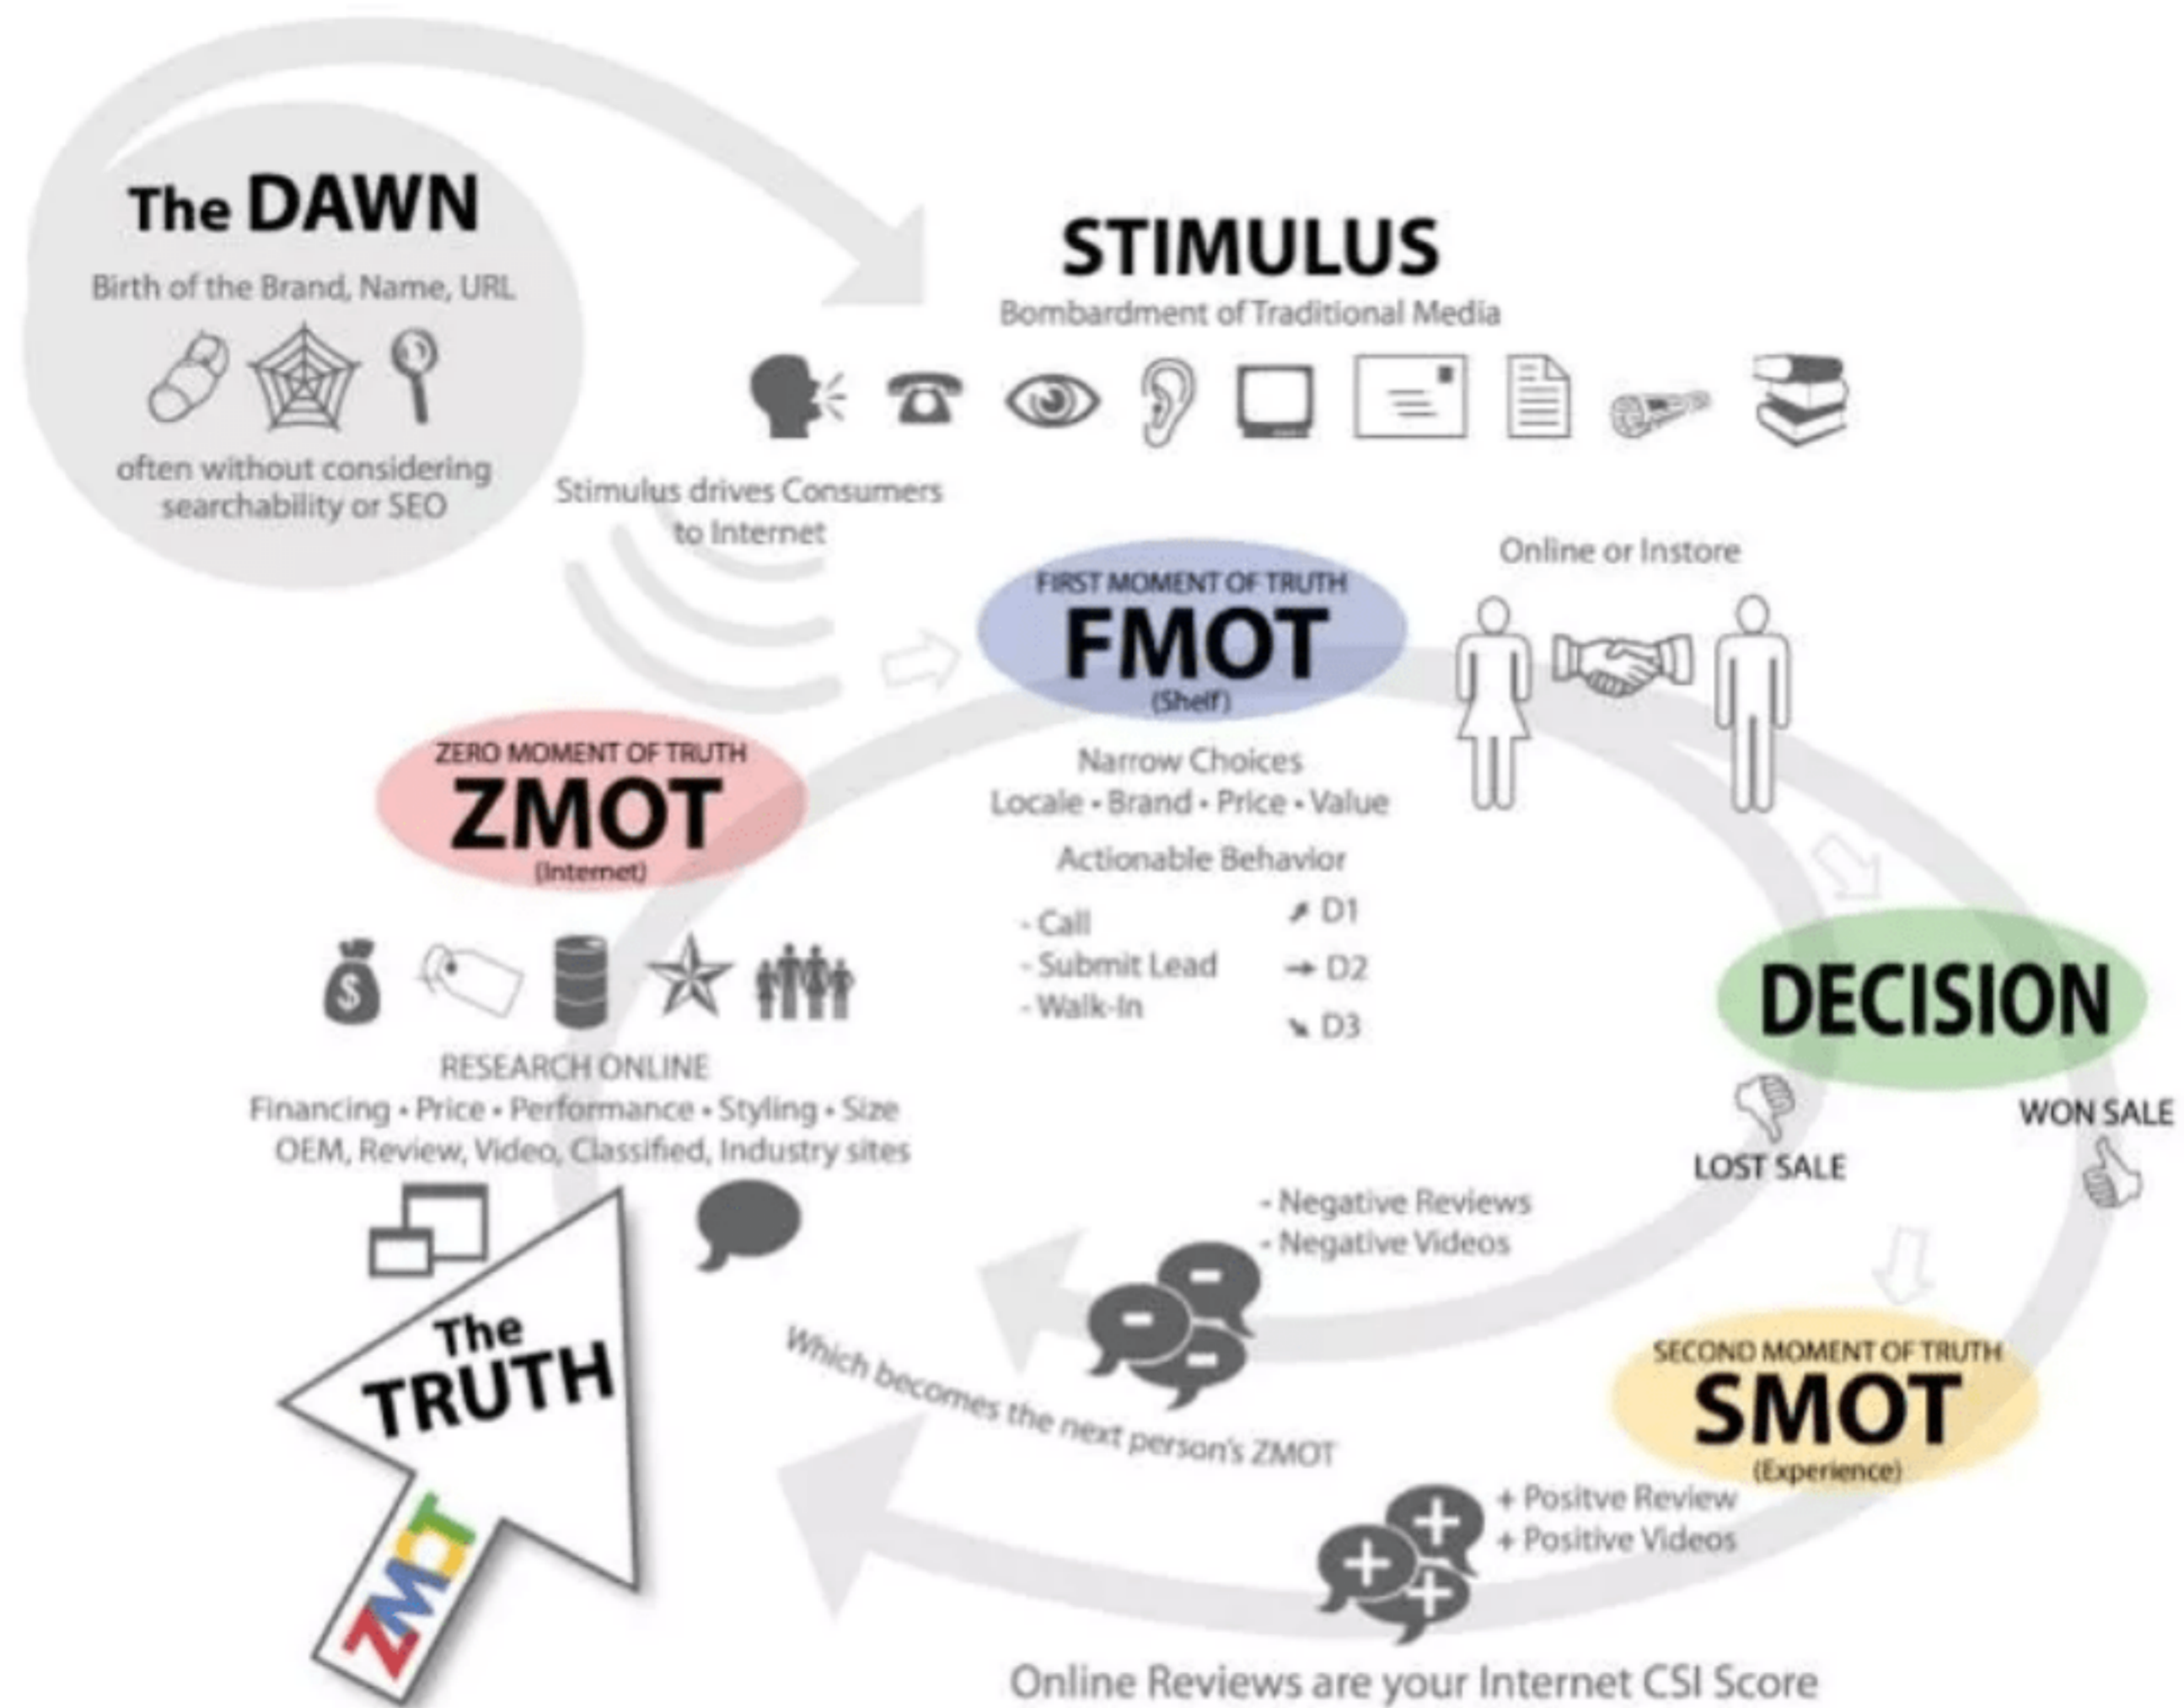 The DAWN
Birth of the Brand, Name, URL
often without considering
searchability or SEO
STIMULUS
Bombardment of Traditional Media
Stimulus drives Consumers
to Internet
FIRST MOMENT OF TRUTH
FMOT
(Shelf)
Online or Instore
Narrow Choices
Locale • Brand • Price • Value
Actionable Behavior
- Call
- Submit Lead
- Walk-In
D1
→ D2
D3
ZERO MOMENT OF TRUTH
ZMOT
(Internet)
$
RESEARCH ONLINE
Financing • Price • Performance • Styling • Size
OEM, Review, Video, Classified, Industry sites
DECISION
LOST SALE
WON SALE
- Negative Reviews
- Negative Videos
Which becomes the next person's ZMOT
SECOND MOMENT OF TRUTH
SMOT
(Experience)
+ Positve Review
+ Positive Videos
The
TRUTH
ZMOT
Online Reviews are your Internet CSI Score